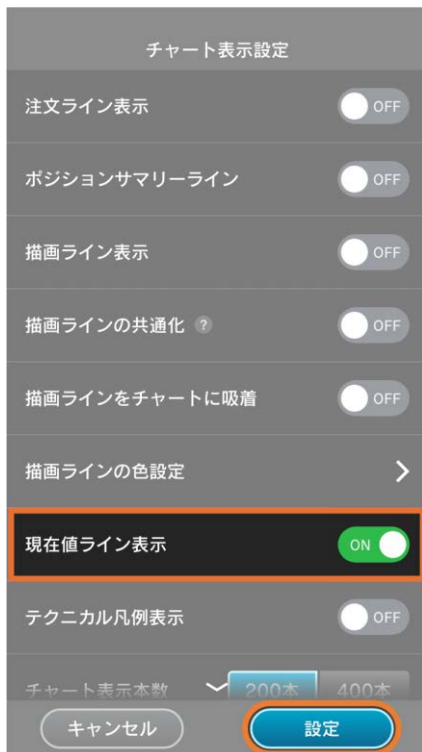 チャート表示設定
注文ライン表示 OFF
ポジションサマリーライン OFF
描画ライン表示 OFF
描画ラインの共通化 ? OFF
描画ラインをチャートに吸着 OFF
描画ラインの色設定
現在値ライン表示 ON
テクニカル凡例表示 OFF
チャート表示本数 200本 400本
キャンセル 設定